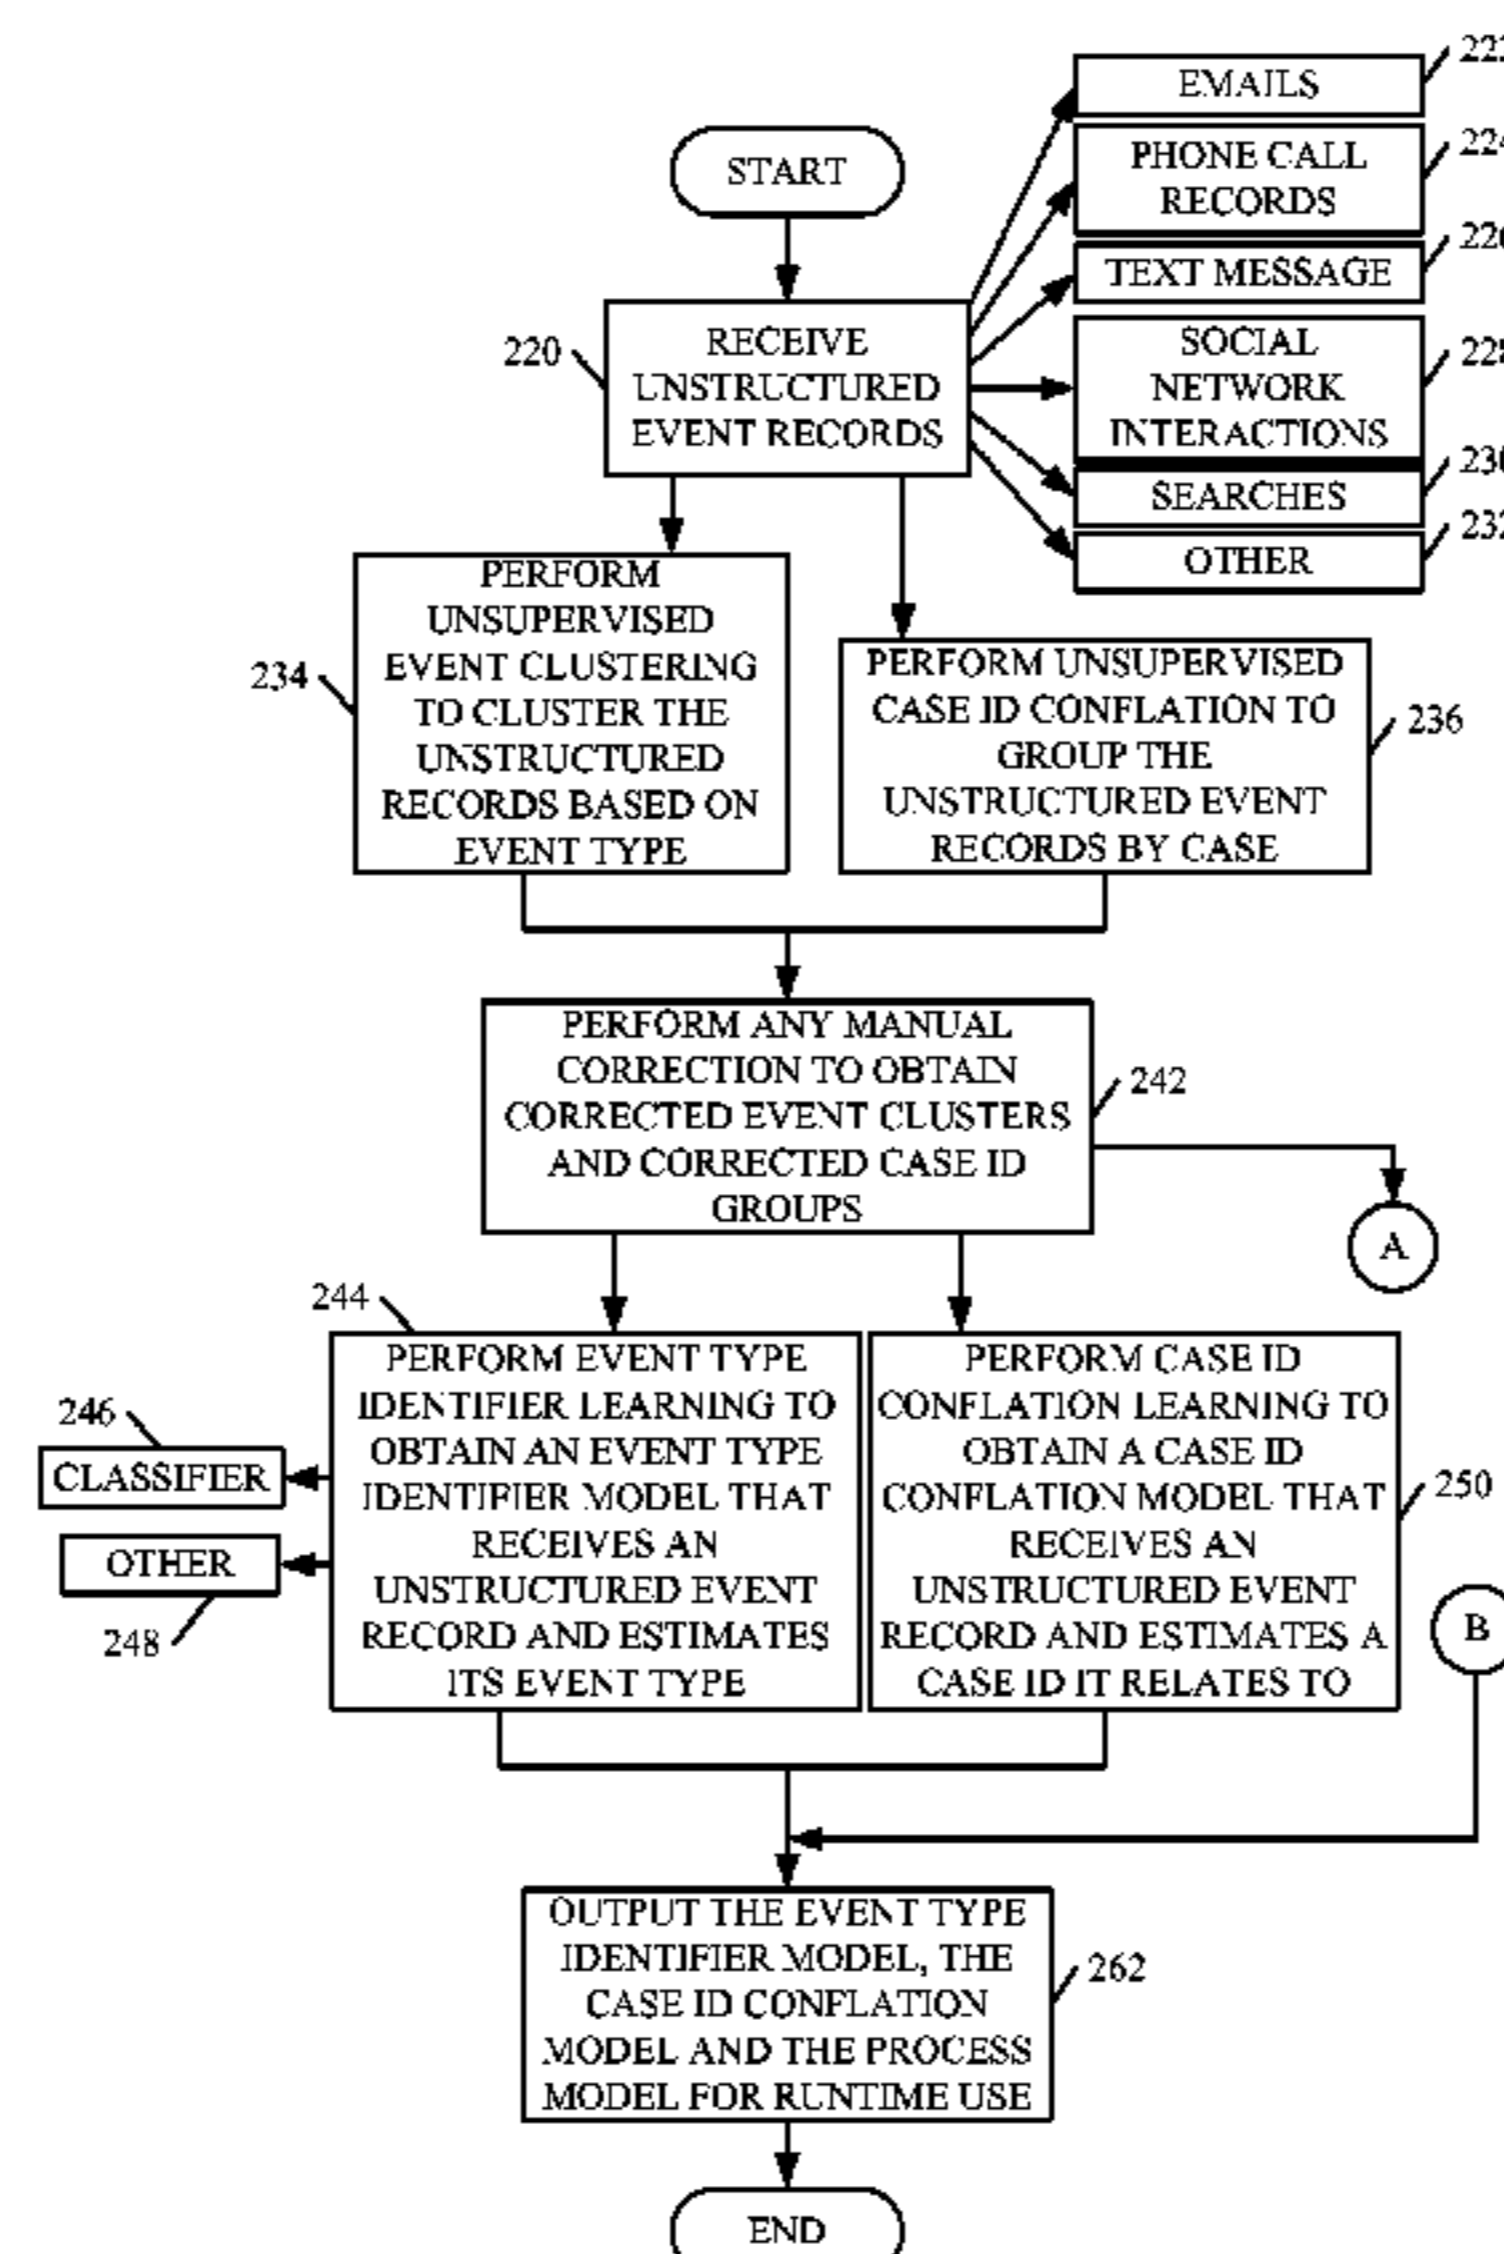 EMAILS
222
START
PHONE CALL
RECORDS
224
TEXT MESSAGE
226
220
RECEIVE
UNSTRUCTURED
EVENT RECORDS
SOCIAL
NETWORK
INTERACTIONS
228
SEARCHES
230
OTHER
232
234
PERFORM
UNSUPERVISED
EVENT CLUSTERING
TO CLUSTER THE
UNSTRUCTURED
RECORDS BASED ON
EVENT TYPE
PERFORM UNSUPERVISED
CASE ID CONFLATION TO
GROUP THE
UNSTRUCTURED EVENT
RECORDS BY CASE
236
PERFORM ANY MANUAL
CORRECTION TO OBTAIN
CORRECTED EVENT CLUSTERS
AND CORRECTED CASE ID
GROUPS
242
A
244
PERFORM EVENT TYPE
IDENTIFIER LEARNING TO
OBTAIN AN EVENT TYPE
IDENTIFIER MODEL THAT
RECEIVES AN
UNSTRUCTURED EVENT
RECORD AND ESTIMATES
ITS EVENT TYPE
246
CLASSIFIER
OTHER
248
PERFORM CASE ID
CONFLATION LEARNING TO
OBTAIN A CASE ID
CONFLATION MODEL THAT
RECEIVES AN
UNSTRUCTURED EVENT
RECORD AND ESTIMATES A
CASE ID IT RELATES TO
250
B
OUTPUT THE EVENT TYPE
IDENTIFIER MODEL, THE
CASE ID CONFLATION
MODEL AND THE PROCESS
MODEL FOR RUNTIME USE
262
END